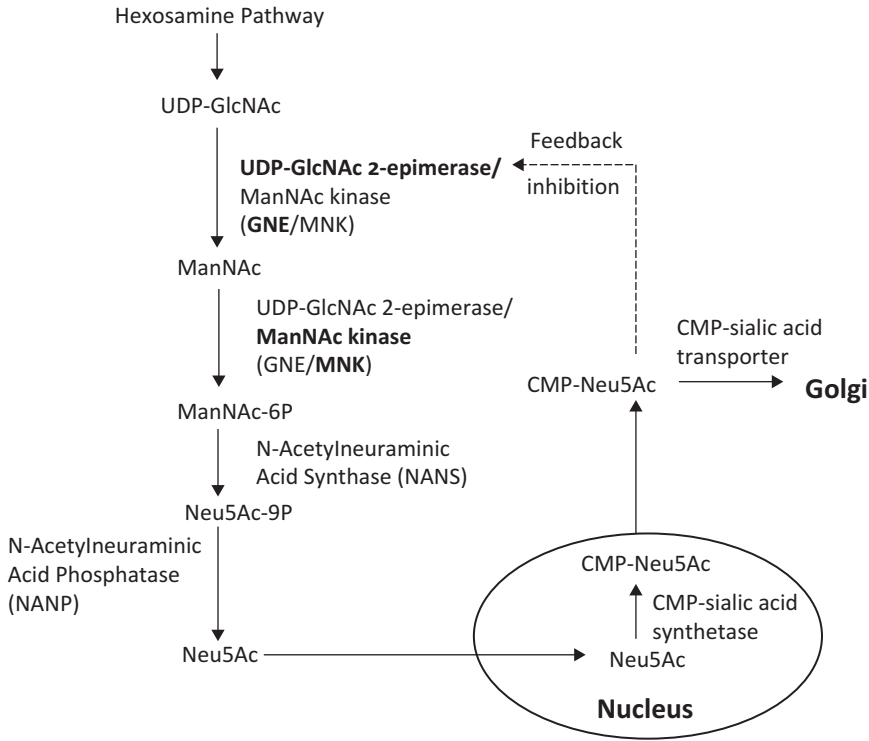 Hexosamine Pathway
UDP-GlcNAc
UDP-GlcNAc 2-epimerase/
ManNAc kinase
(GNE/MNK)
Feedback
inhibition
ManNAc
UDP-GlcNAc 2-epimerase/
ManNAc kinase
(GNE/MNK)
CMP-sialic acid
transporter
CMP-Neu5Ac
Golgi
ManNAc-6P
N-Acetylneuraminic
Acid Synthase (NANS)
Neu5Ac-9P
N-Acetylneuraminic
Acid Phosphatase
(NANP)
CMP-Neu5Ac
CMP-sialic acid
synthetase
Neu5Ac
Neu5Ac
Nucleus